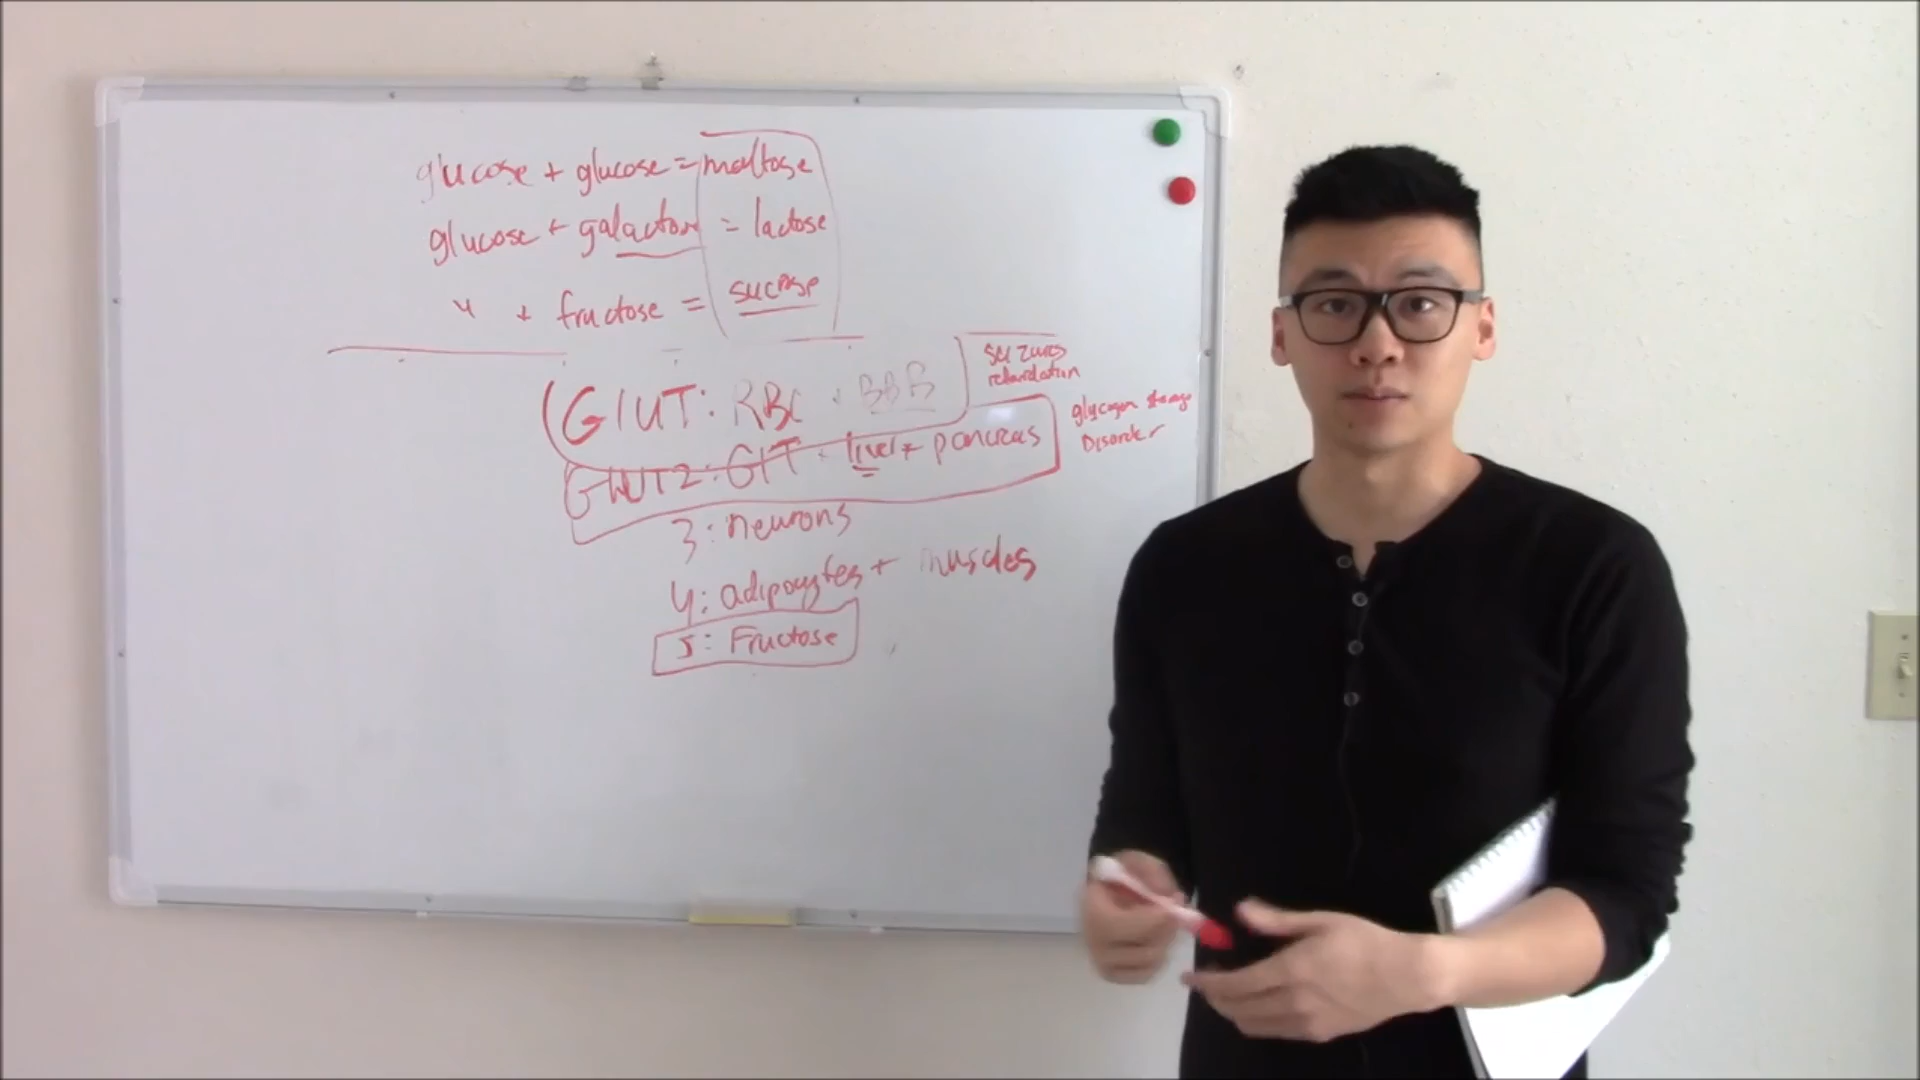 glucose + glucose = maltose
glucose + galactose = lactose
" + fructose = sucrose
GLUT: RBC · BBB
seizures
retardation
GLUT2: GIT · liver + pancreas
glycogen storage
Disorder
3: neurons
4: adipocytes + muscles
5: Fructose